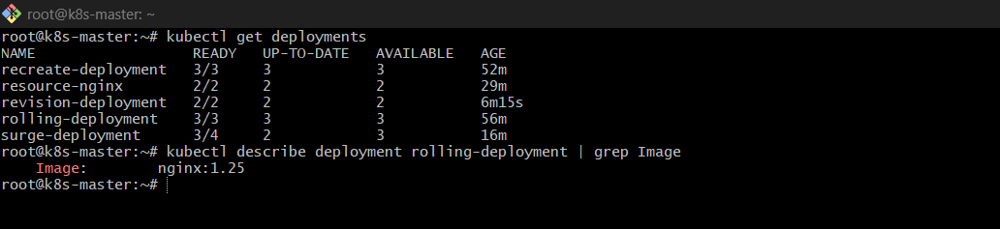 root@k8s-master: ~
root@k8s-master:~# kubectl get deployments
NAME                  READY   UP-TO-DATE   AVAILABLE   AGE
recreate-deployment   3/3     3            3           52m
resource-nginx        2/2     2            2           29m
revision-deployment   2/2     2            2           6m15s
rolling-deployment    3/3     3            3           56m
surge-deployment      3/4     2            3           16m
root@k8s-master:~# kubectl describe deployment rolling-deployment | grep Image
    Image:        nginx:1.25
root@k8s-master:~#